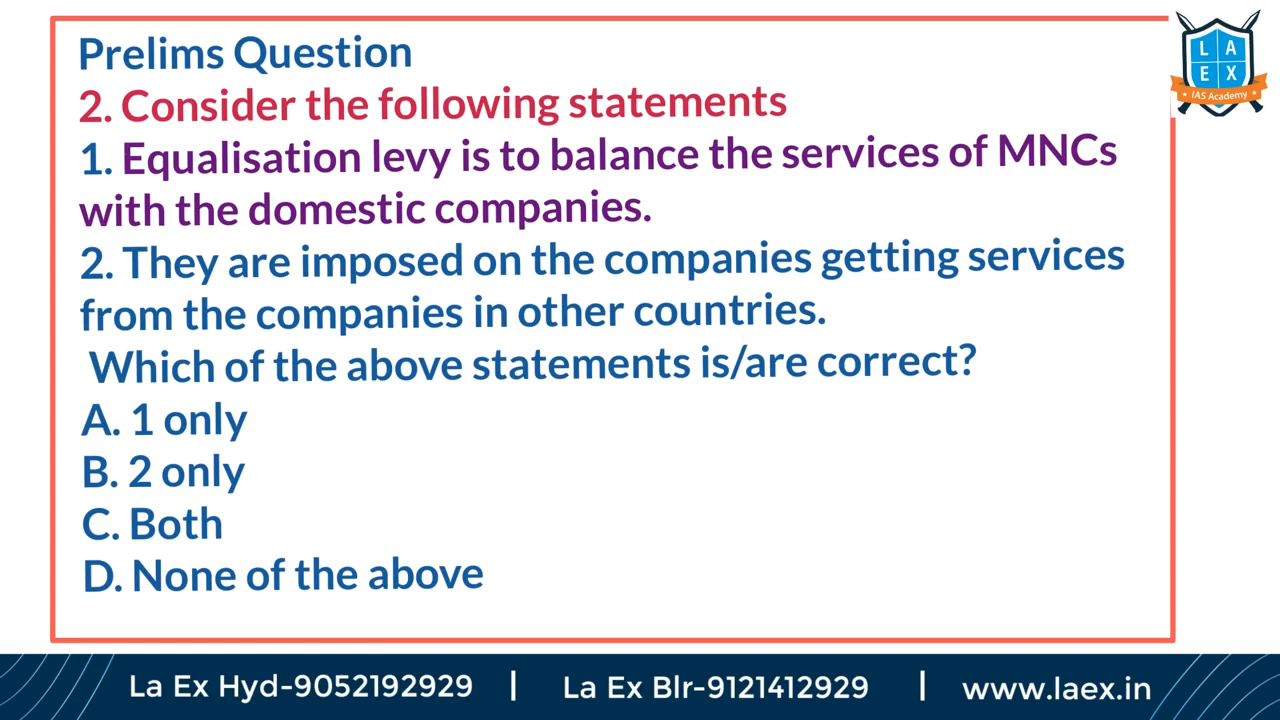 Prelims Question
2. Consider the following statements
1. Equalisation levy is to balance the services of MNCs
with the domestic companies.
2. They are imposed on the companies getting services
from the companies in other countries.
Which of the above statements is/are correct?
A. 1 only
B. 2 only
C. Both
D. None of the above
L A
E X
IAS Academy
La Ex Hyd-9052192929 | La Ex Blr-9121412929 | www.laex.in